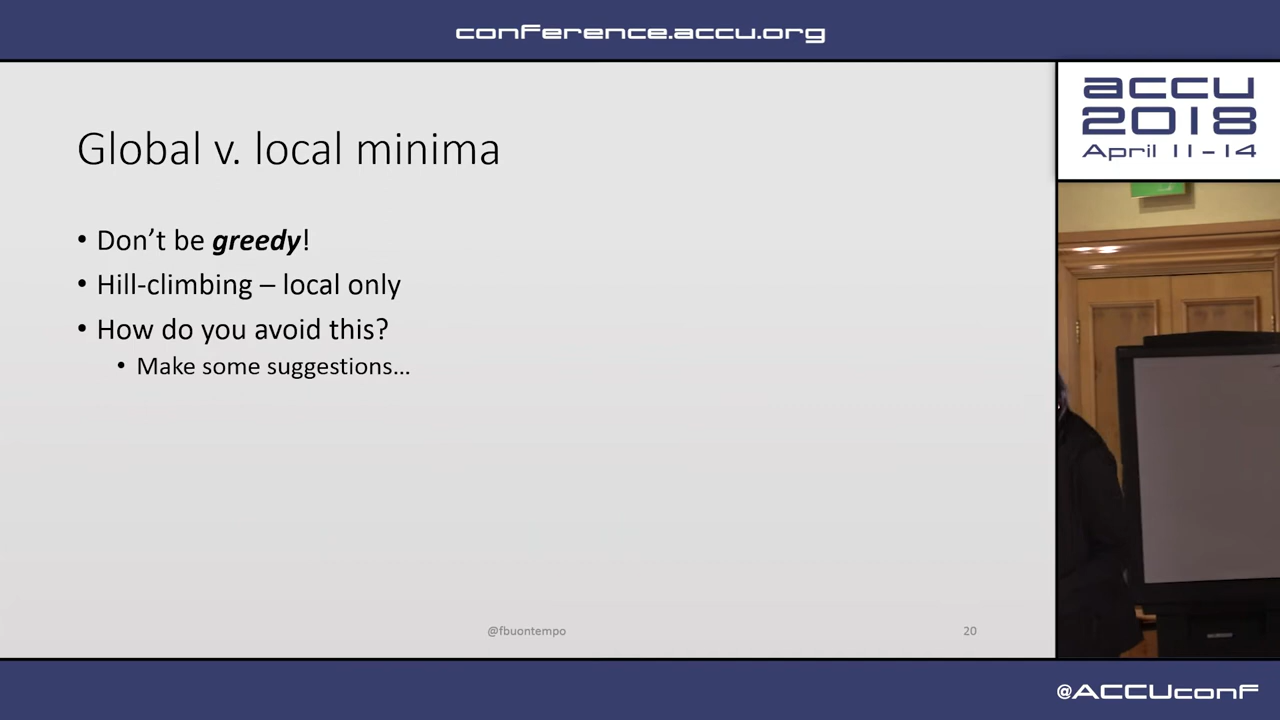 conference.accu.org
accu
2018
April 11-14
Global v. local minima
• Don't be greedy!
• Hill-climbing – local only
• How do you avoid this?
• Make some suggestions…
@fbuontempo
20
@ACCUconf